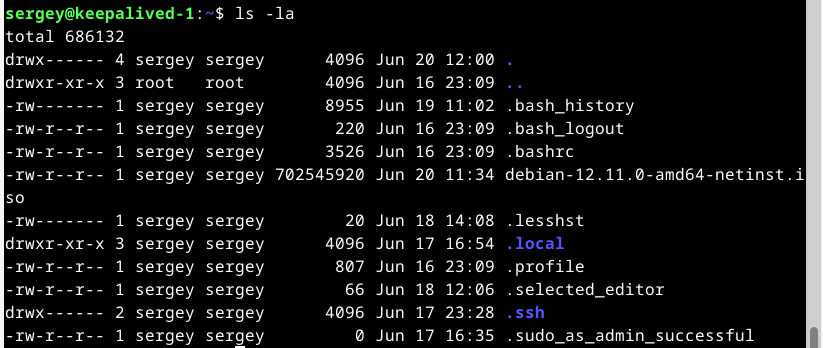 sergey@keepalived-1:~$ ls -la
total 686132
drwx------ 4 sergey sergey      4096 Jun 20 12:00 .
drwxr-xr-x 3 root   root        4096 Jun 16 23:09 ..
-rw------- 1 sergey sergey      8955 Jun 19 11:02 .bash_history
-rw-r--r-- 1 sergey sergey       220 Jun 16 23:09 .bash_logout
-rw-r--r-- 1 sergey sergey      3526 Jun 16 23:09 .bashrc
-rw-r--r-- 1 sergey sergey 702545920 Jun 20 11:34 debian-12.11.0-amd64-netinst.i
so
-rw------- 1 sergey sergey        20 Jun 18 14:08 .lesshst
drwxr-xr-x 3 sergey sergey      4096 Jun 17 16:54 .local
-rw-r--r-- 1 sergey sergey       807 Jun 16 23:09 .profile
-rw-r--r-- 1 sergey sergey        66 Jun 18 12:06 .selected_editor
drwx------ 2 sergey sergey      4096 Jun 17 23:28 .ssh
-rw-r--r-- 1 sergey sergey         0 Jun 17 16:35 .sudo_as_admin_successful